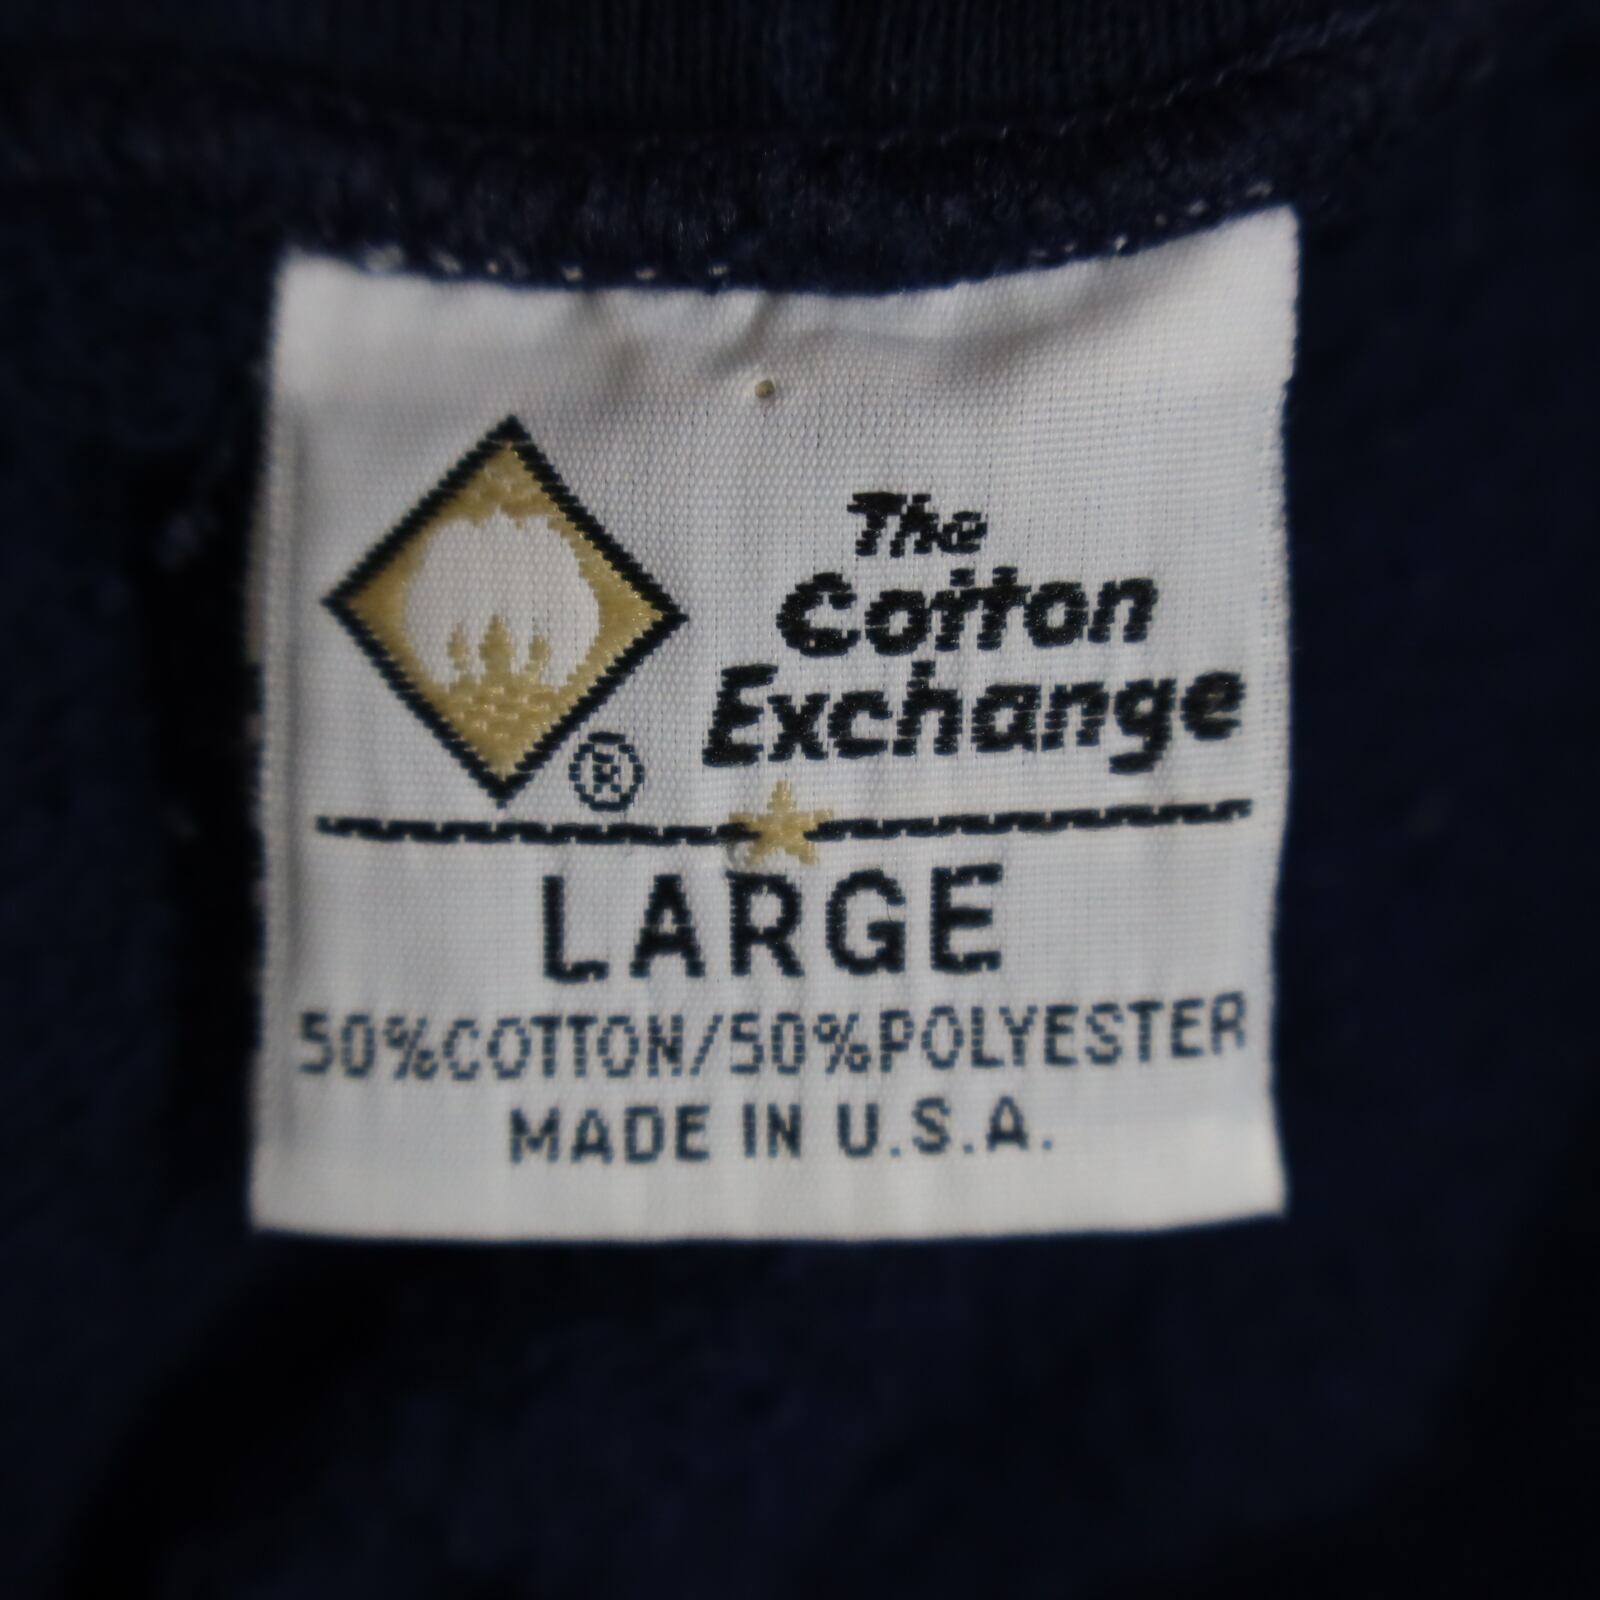 The
Cotton
Exchange
®
LARGE
50%COTTON/50%POLYESTER
MADE IN U.S.A.